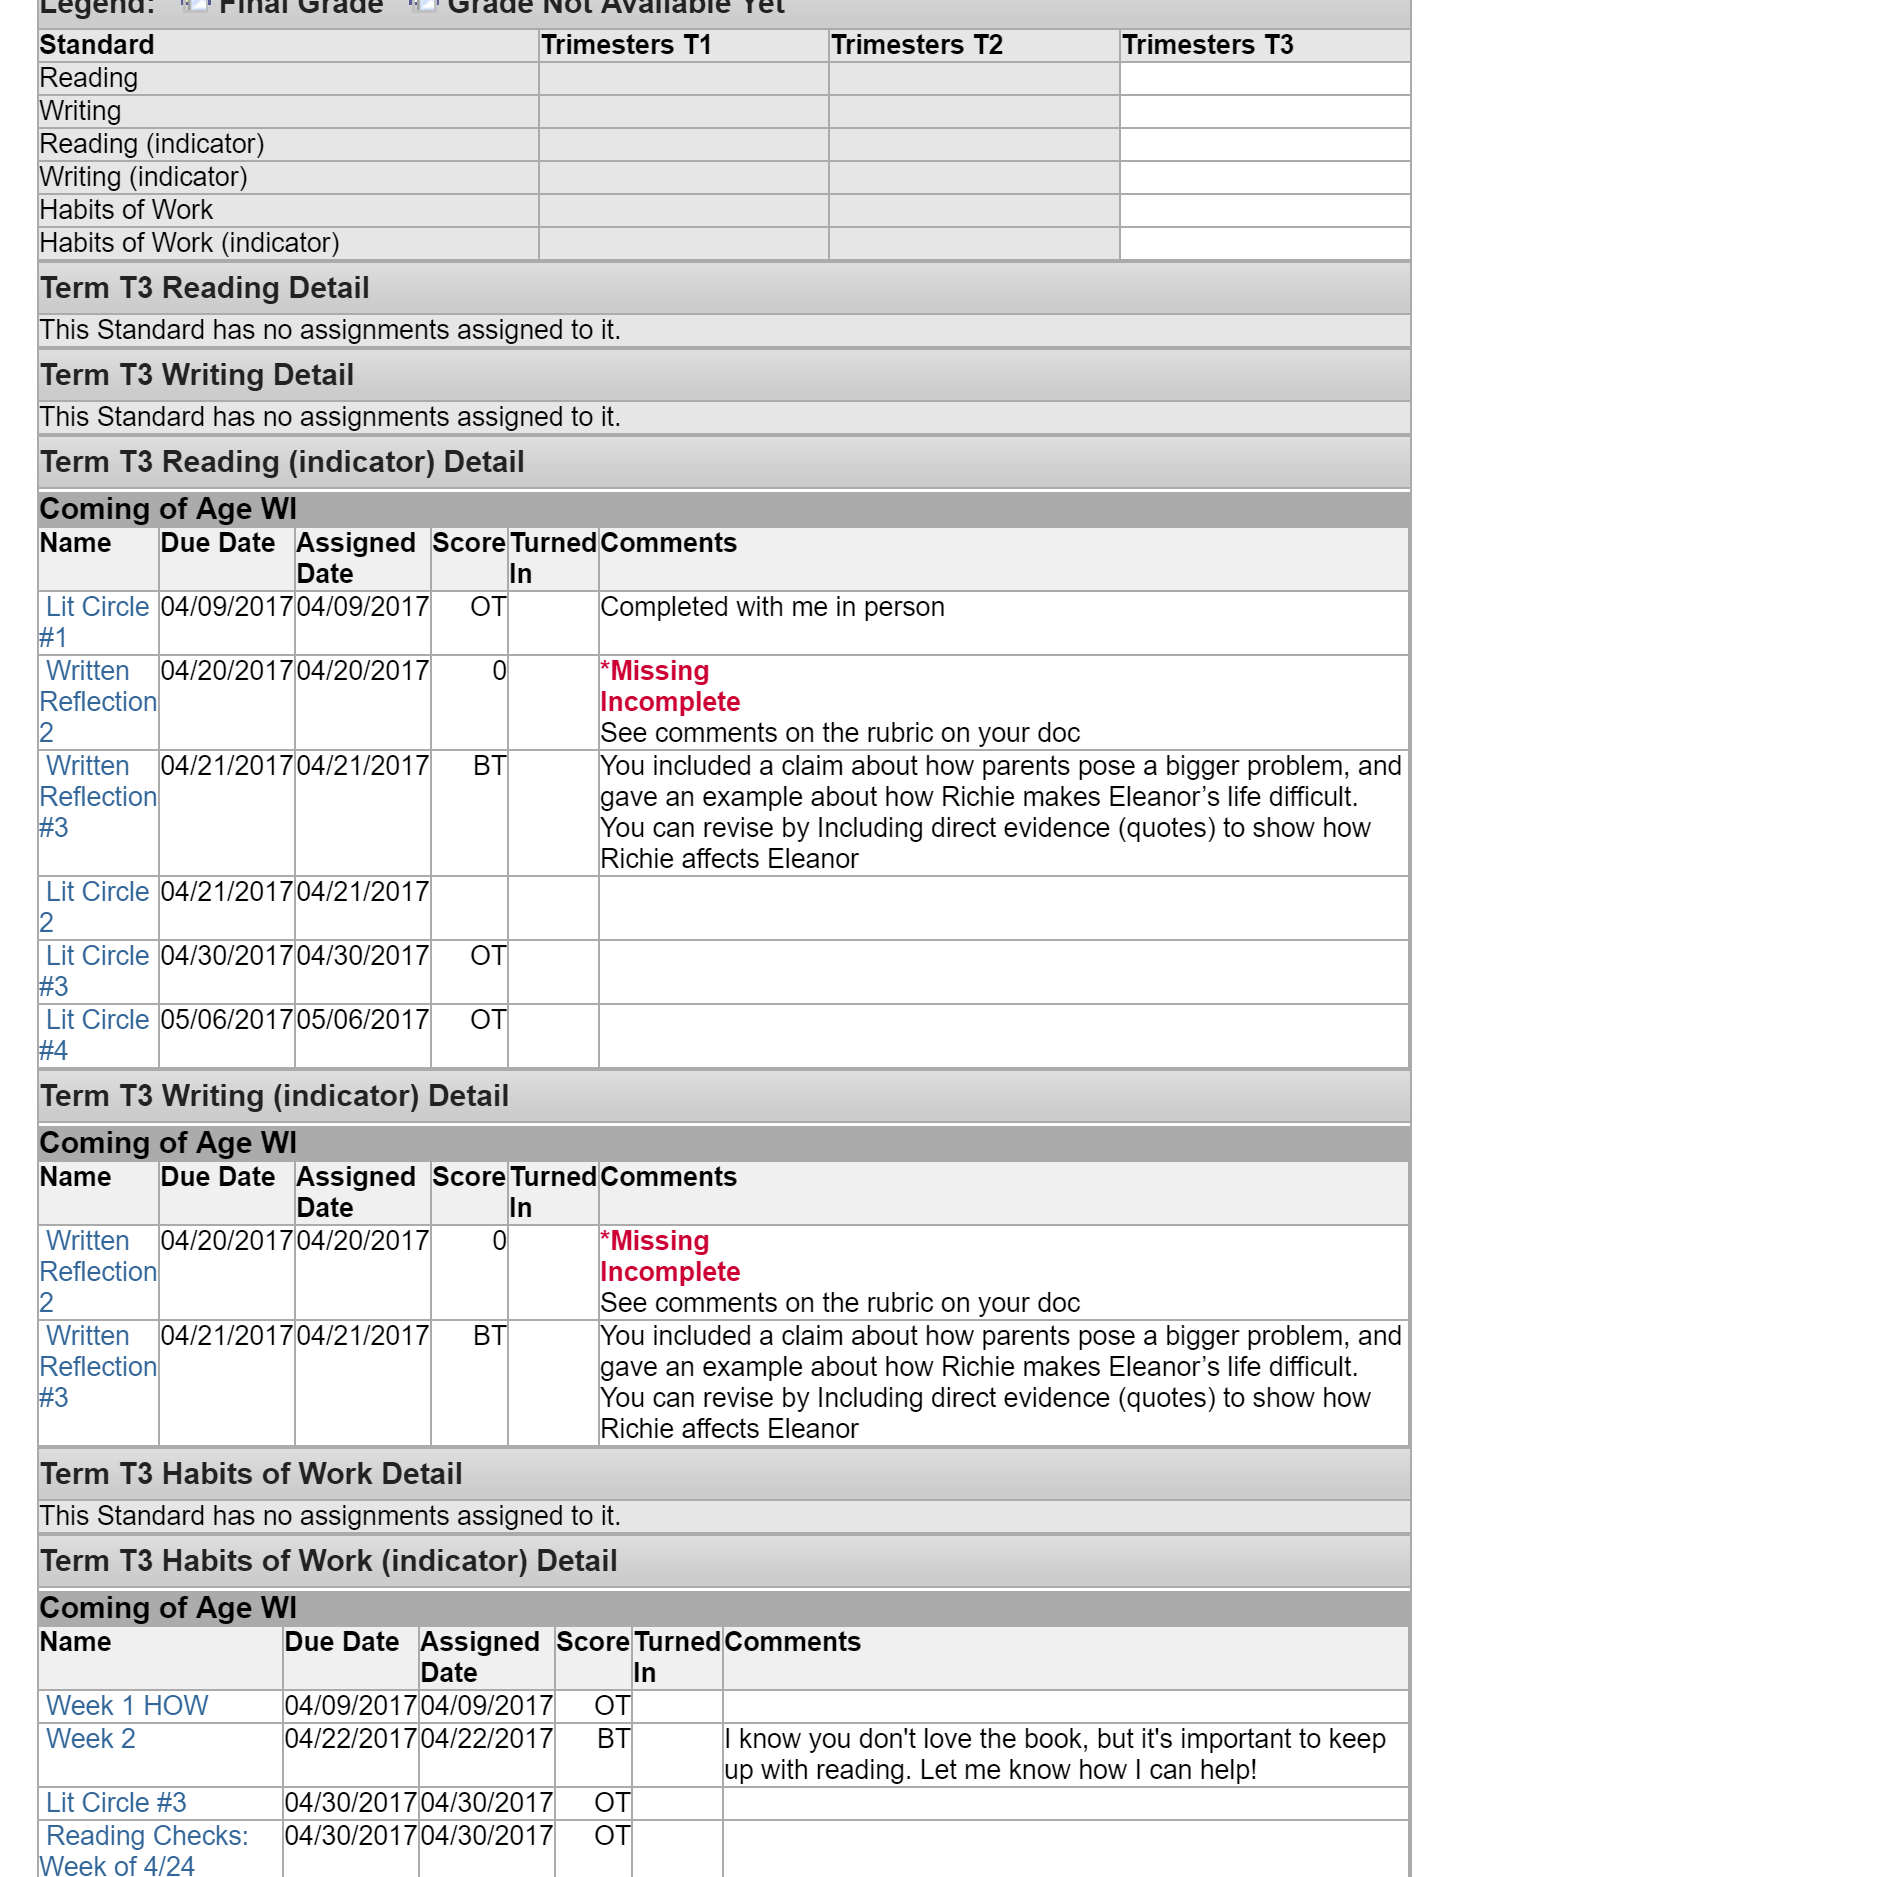 Legend: Final Grade Grade Not Available Yet
Standard Trimesters T1 Trimesters T2 Trimesters T3
Reading
Writing
Reading (indicator)
Writing (indicator)
Habits of Work
Habits of Work (indicator)
Term T3 Reading Detail
This Standard has no assignments assigned to it.
Term T3 Writing Detail
This Standard has no assignments assigned to it.
Term T3 Reading (indicator) Detail
Coming of Age WI
Name Due Date Assigned Score Turned Comments
Date In
Lit Circle 04/09/2017 04/09/2017 OT Completed with me in person
#1
Written 04/20/2017 04/20/2017 0 *Missing
Reflection Incomplete
2 See comments on the rubric on your doc
Written 04/21/2017 04/21/2017 BT You included a claim about how parents pose a bigger problem, and
Reflection gave an example about how Richie makes Eleanor’s life difficult.
#3 You can revise by Including direct evidence (quotes) to show how
Richie affects Eleanor
Lit Circle 04/21/2017 04/21/2017
2
Lit Circle 04/30/2017 04/30/2017 OT
#3
Lit Circle 05/06/2017 05/06/2017 OT
#4
Term T3 Writing (indicator) Detail
Coming of Age WI
Name Due Date Assigned Score Turned Comments
Date In
Written 04/20/2017 04/20/2017 0 *Missing
Reflection Incomplete
2 See comments on the rubric on your doc
Written 04/21/2017 04/21/2017 BT You included a claim about how parents pose a bigger problem, and
Reflection gave an example about how Richie makes Eleanor’s life difficult.
#3 You can revise by Including direct evidence (quotes) to show how
Richie affects Eleanor
Term T3 Habits of Work Detail
This Standard has no assignments assigned to it.
Term T3 Habits of Work (indicator) Detail
Coming of Age WI
Name Due Date Assigned Score Turned Comments
Date In
Week 1 HOW 04/09/2017 04/09/2017 OT
Week 2 04/22/2017 04/22/2017 BT I know you don't love the book, but it's important to keep
up with reading. Let me know how I can help!
Lit Circle #3 04/30/2017 04/30/2017 OT
Reading Checks: 04/30/2017 04/30/2017 OT
Week of 4/24